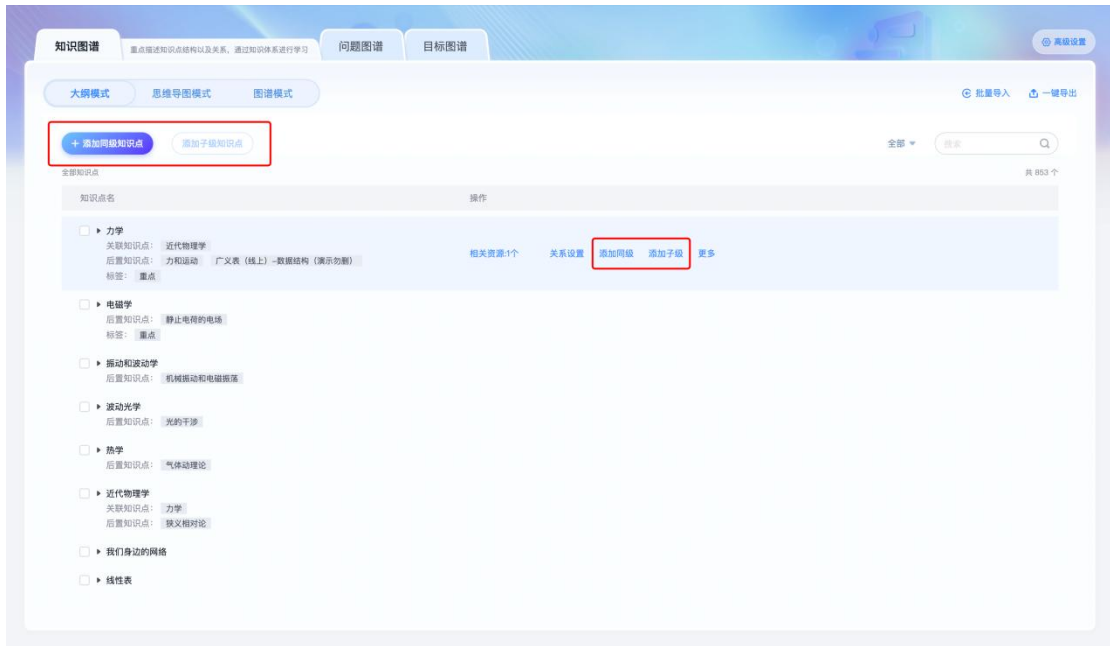 知识图谱 重点描述知识点结构以及关系，通过知识体系进行学习 问题图谱 目标图谱 高级设置
大纲模式 思维导图模式 图谱模式 批量导入 一键导出
+ 添加同级知识点 添加子级知识点 全部 搜索
全部知识点 共 853 个
知识点名 操作
力学
关联知识点： 近代物理学
相关资源:1个 关系设置 添加同级 添加子级 更多
后置知识点： 力和运动 广义表（线上）-数据结构（演示勿删）
标签： 重点
电磁学
后置知识点： 静止电荷的电场
标签： 重点
振动和波动学
后置知识点： 机械振动和电磁振荡
波动光学
后置知识点： 光的干涉
热学
后置知识点： 气体动理论
近代物理学
关联知识点： 力学
后置知识点： 狭义相对论
我们身边的网络
线性表